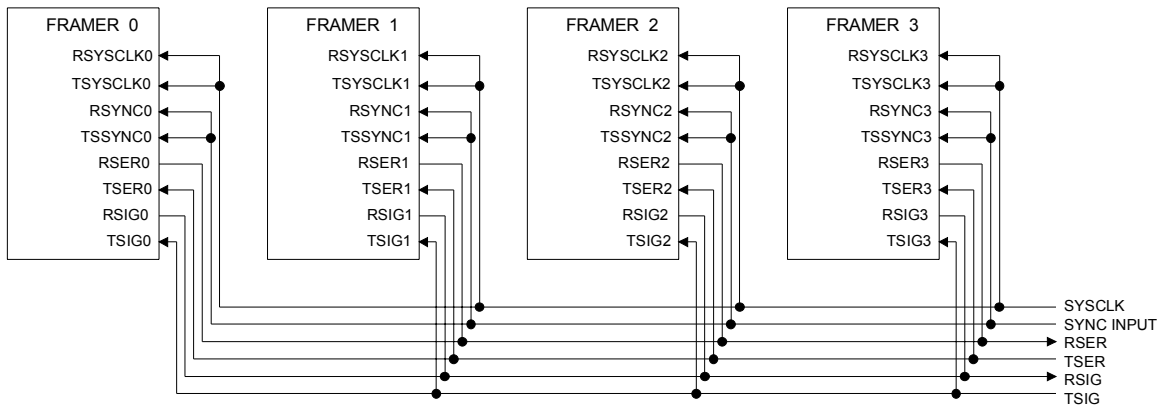 FRAMER 0
RSYSCLK0
TSYSCLK0
RSYNC0
TSSYNC0
RSER0
TSER0
RSIG0
TSIG0
FRAMER 1
RSYSCLK1
TSYSCLK1
RSYNC1
TSSYNC1
RSER1
TSER1
RSIG1
TSIG1
FRAMER 2
RSYSCLK2
TSYSCLK2
RSYNC2
TSSYNC2
RSER2
TSER2
RSIG2
TSIG2
FRAMER 3
RSYSCLK3
TSYSCLK3
RSYNC3
TSSYNC3
RSER3
TSER3
RSIG3
TSIG3
SYSCLK
SYNC INPUT
RSER
TSER
RSIG
TSIG